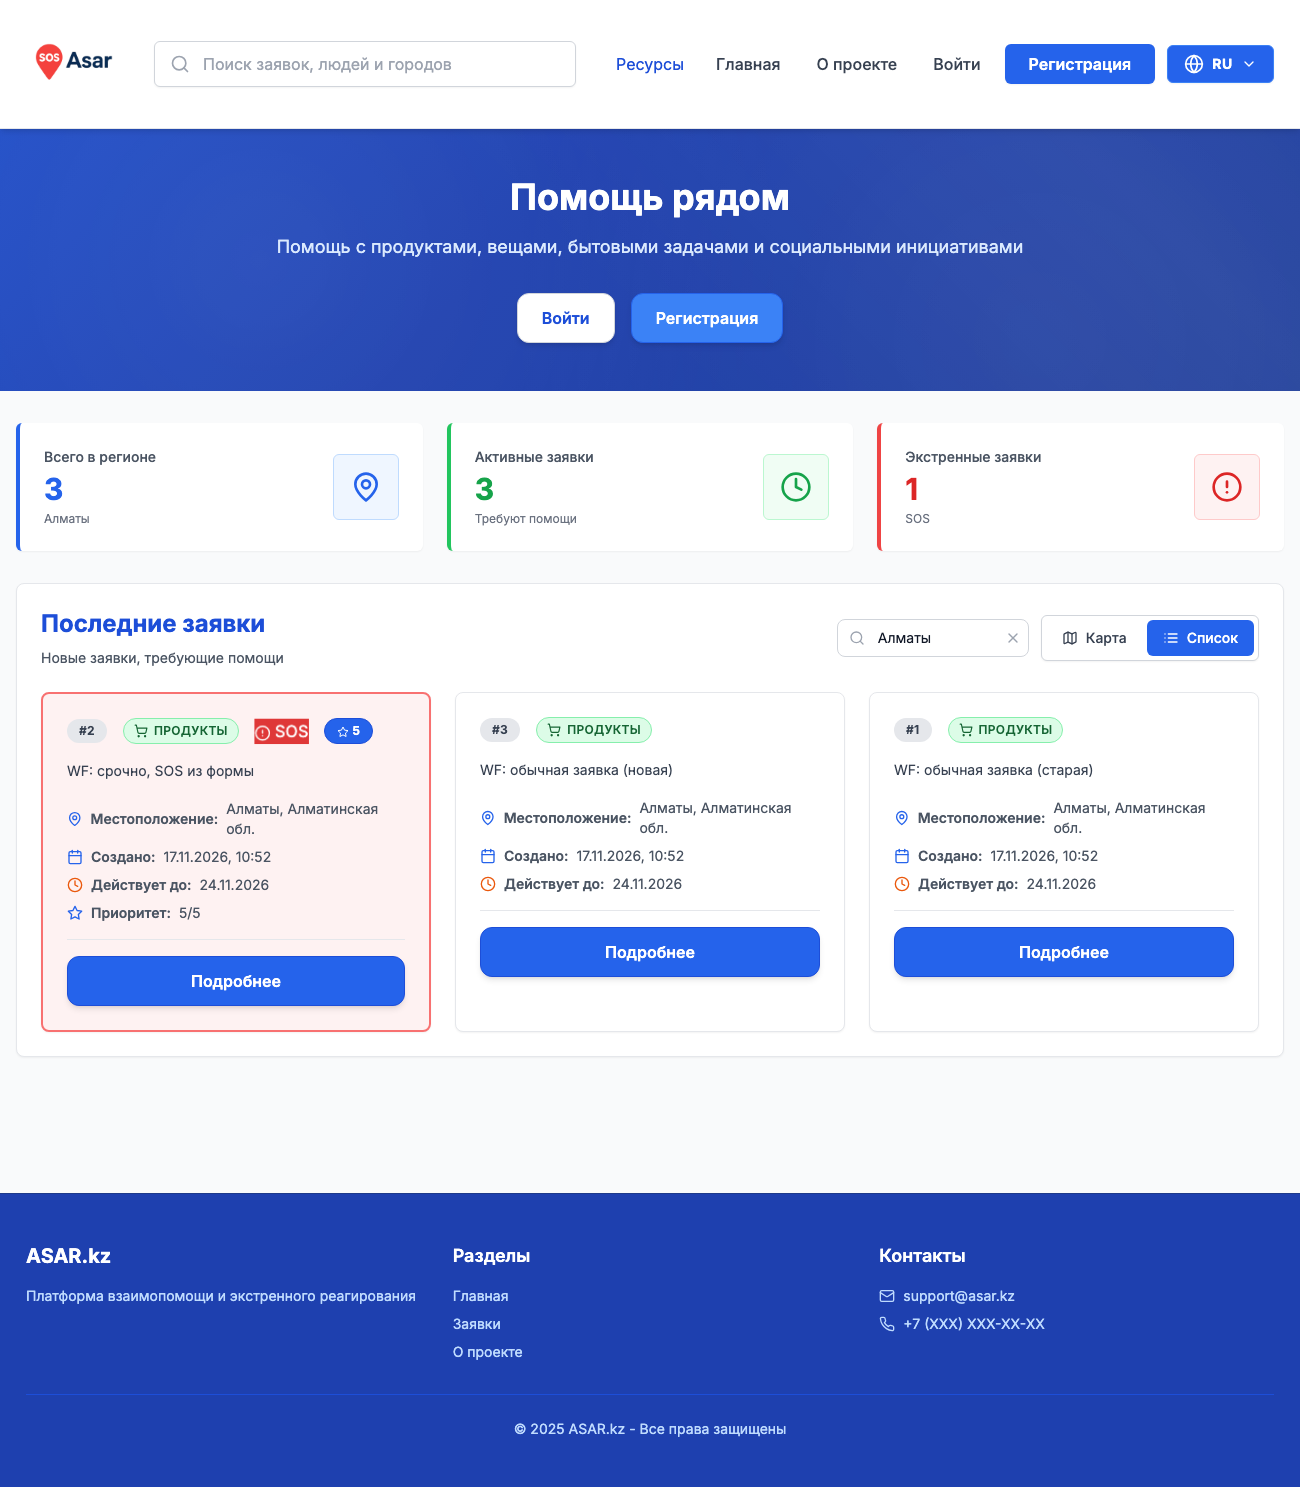 SOS Asar
Поиск заявок, людей и городов
Ресурсы
Главная
О проекте
Войти
Регистрация
RU
Помощь рядом
Помощь с продуктами, вещами, бытовыми задачами и социальными инициативами
Войти
Регистрация
Всего в регионе
3
Алматы
Активные заявки
3
Требуют помощи
Экстренные заявки
1
SOS
Последние заявки
Новые заявки, требующие помощи
Алматы
Карта
Список
#2 ПРОДУКТЫ SOS 5
WF: срочно, SOS из формы
Местоположение: Алматы, Алматинская
обл.
Создано: 17.11.2026, 10:52
Действует до: 24.11.2026
Приоритет: 5/5
Подробнее
#3 ПРОДУКТЫ
WF: обычная заявка (новая)
Местоположение: Алматы, Алматинская
обл.
Создано: 17.11.2026, 10:52
Действует до: 24.11.2026
Подробнее
#1 ПРОДУКТЫ
WF: обычная заявка (старая)
Местоположение: Алматы, Алматинская
обл.
Создано: 17.11.2026, 10:52
Действует до: 24.11.2026
Подробнее
ASAR.kz
Платформа взаимопомощи и экстренного реагирования
Разделы
Главная
Заявки
О проекте
Контакты
support@asar.kz
+7 (XXX) XXX-XX-XX
© 2025 ASAR.kz - Все права защищены